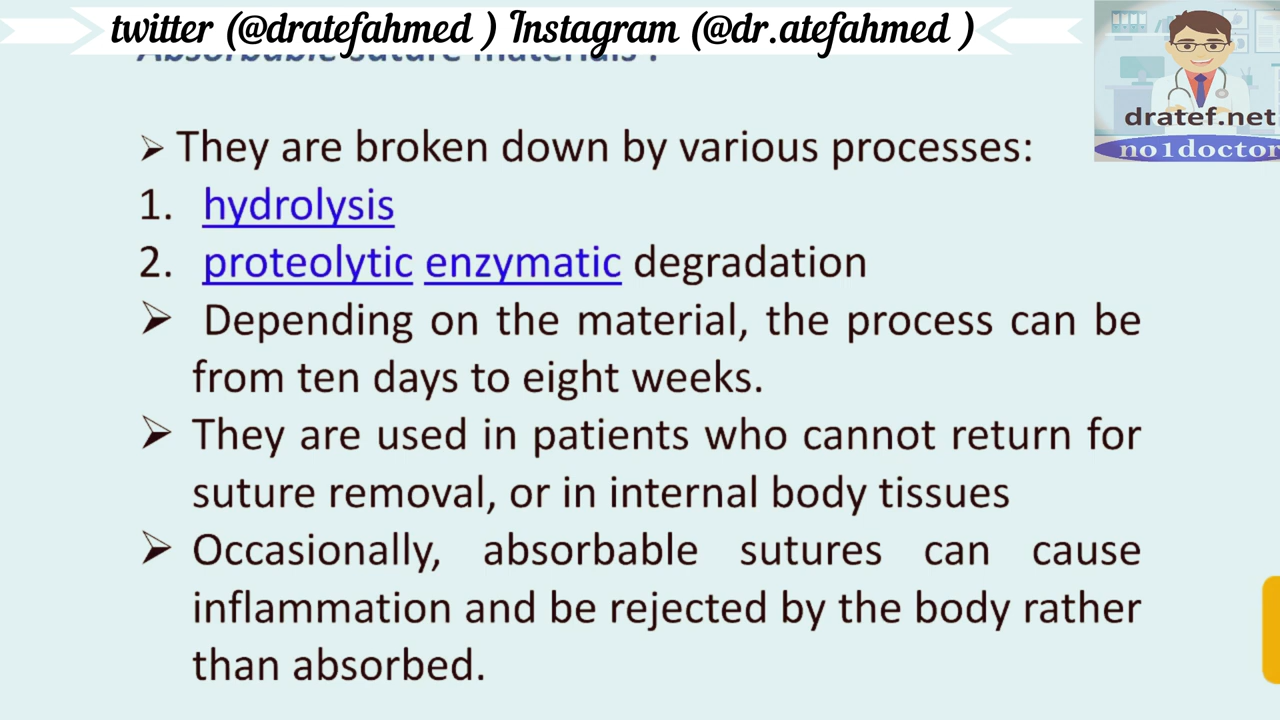 twitter (@dratefahmed ) Instagram (@dr.atefahmed )
Absorbable suture materials :
dratef.net
no1doctor
➢ They are broken down by various processes:
1. hydrolysis
2. proteolytic enzymatic degradation
➢ Depending on the material, the process can be
from ten days to eight weeks.
➢ They are used in patients who cannot return for
suture removal, or in internal body tissues
➢ Occasionally, absorbable sutures can cause
inflammation and be rejected by the body rather
than absorbed.